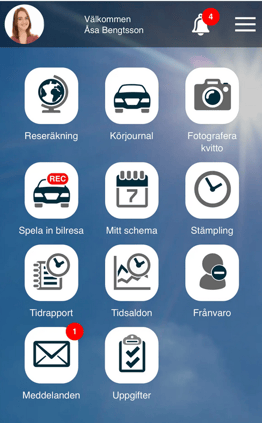 Välkommen
4
Åsa Bengtsson
Reseräkning
Körjournal
Fotografera
kvitto
REC
7
Spela in bilresa
Mitt schema
Stämpling
Tidrapport
Tidsaldon
Frånvaro
1
Meddelanden
Uppgifter